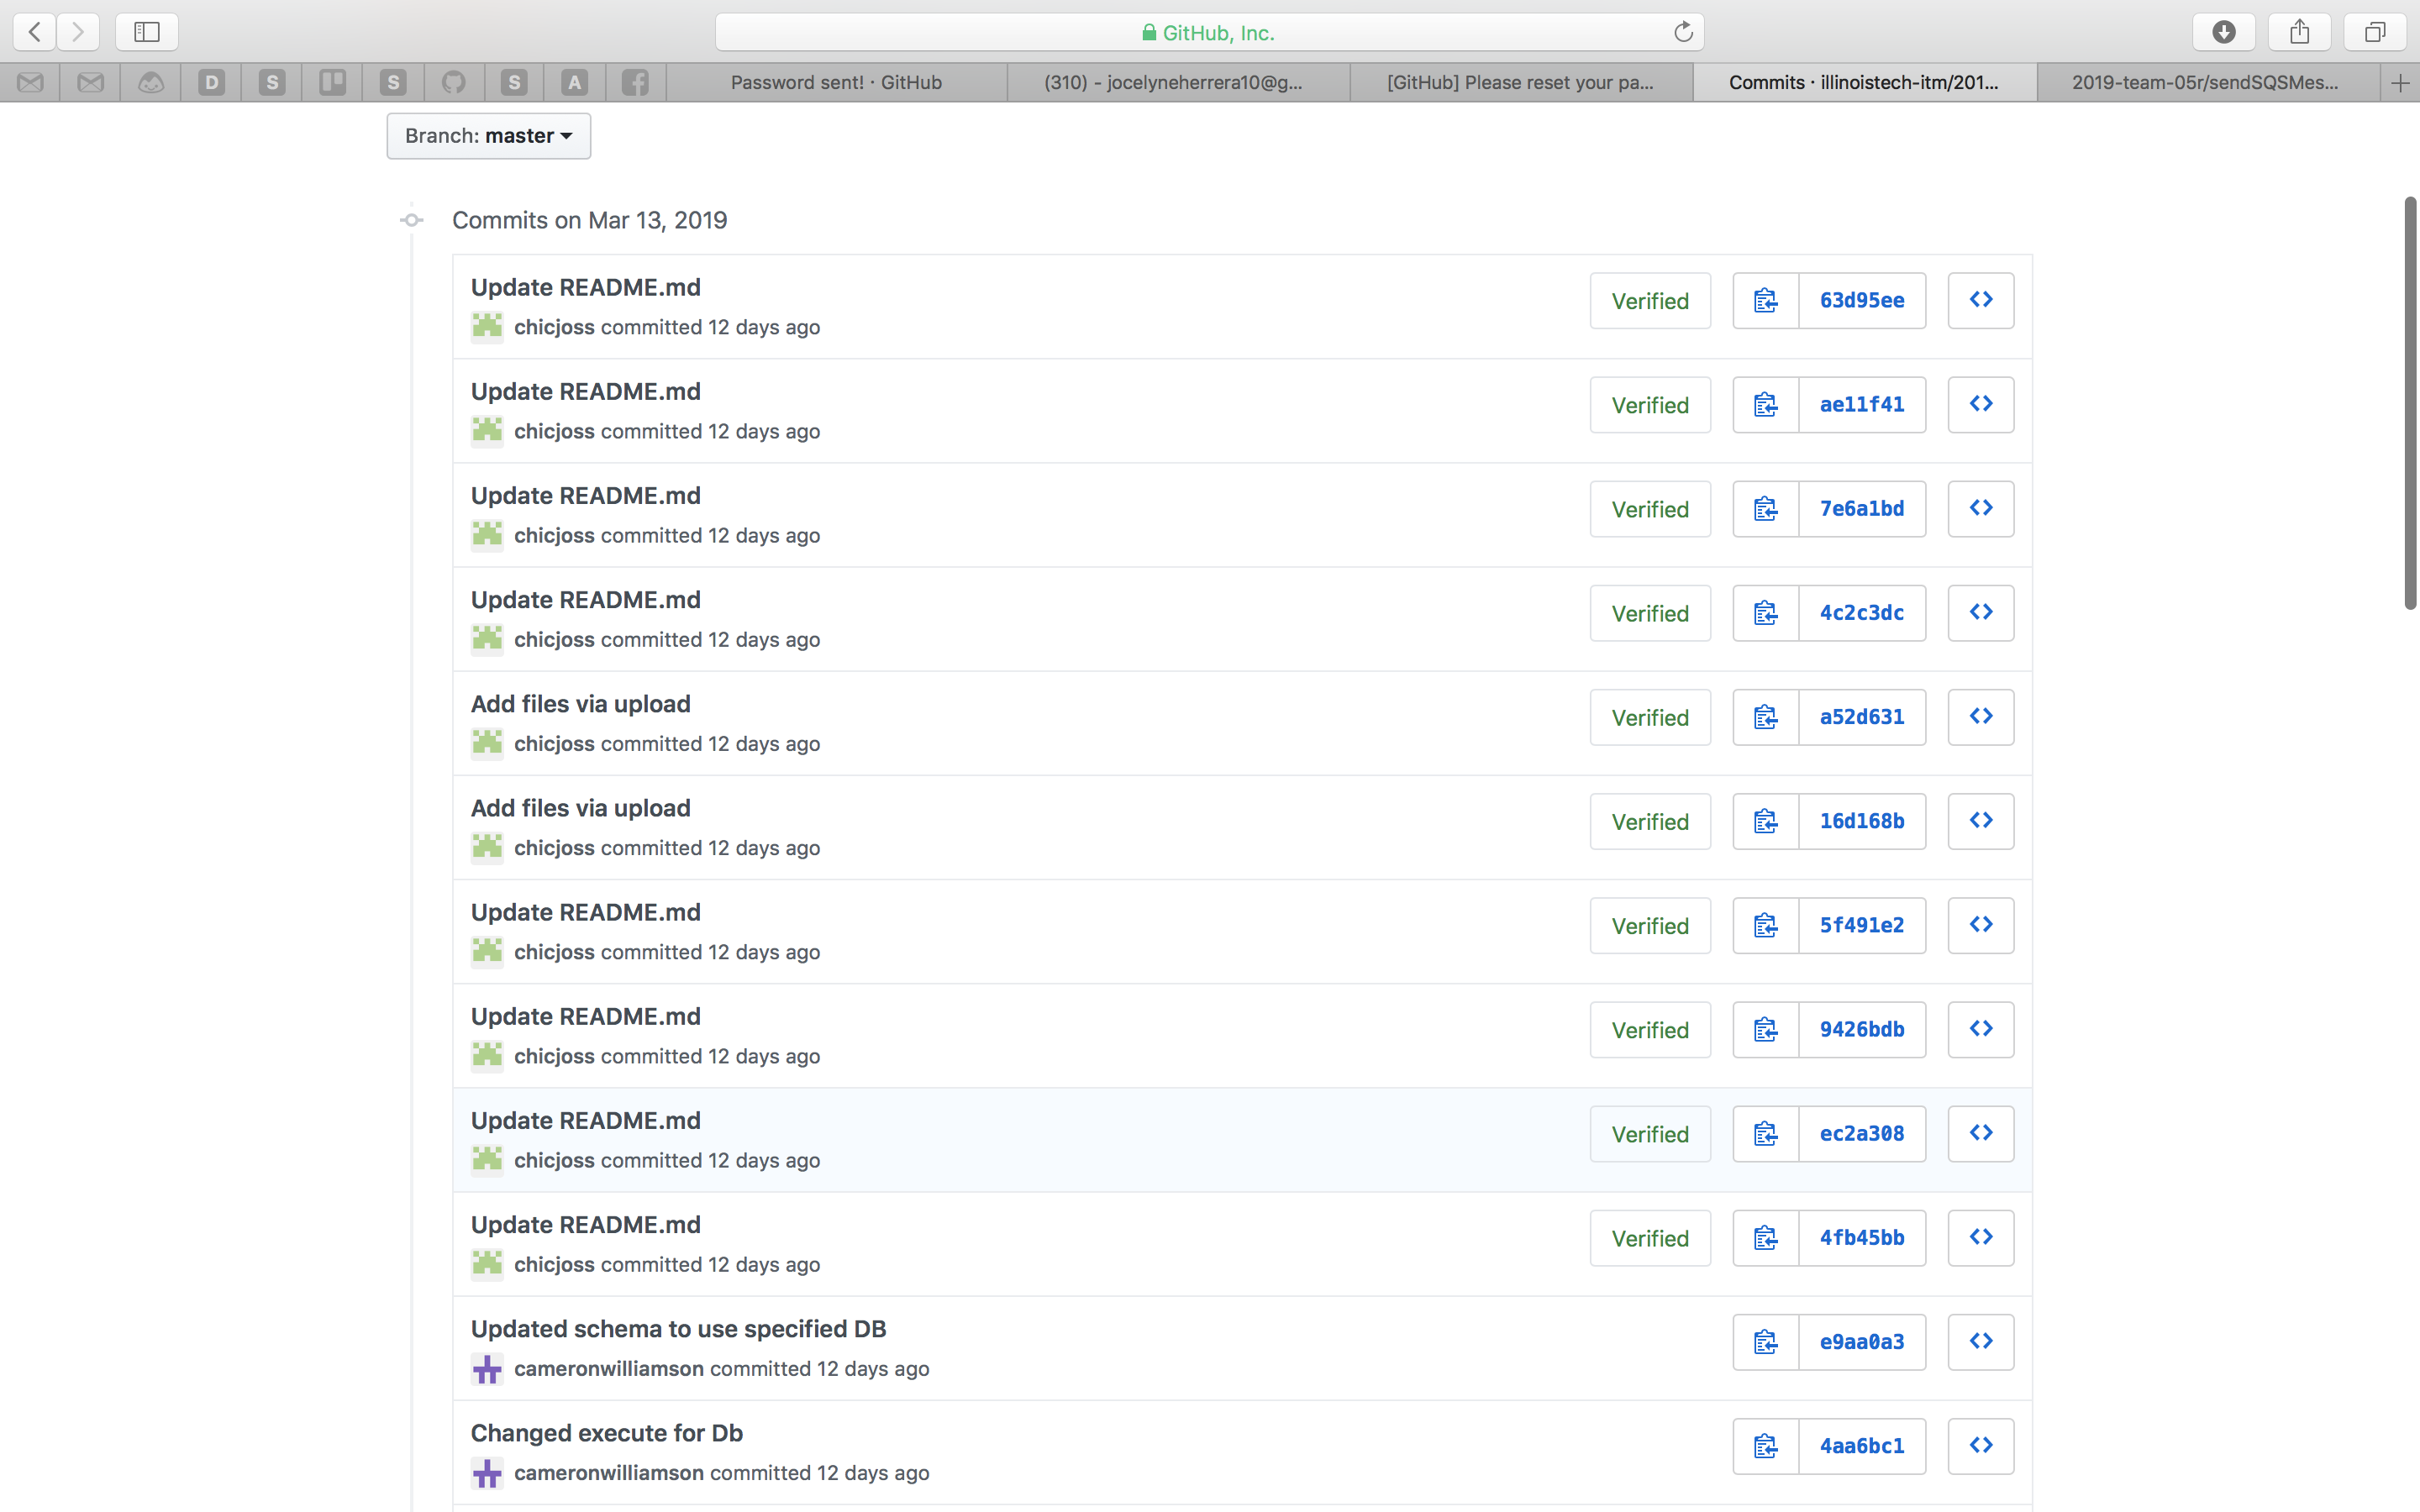 GitHub, Inc.
D
S
S
S
A
Password sent! · GitHub
(310) - jocelyneherrera10@g...
[GitHub] Please reset your pa...
Commits · illinoistech-itm/201...
2019-team-05r/sendSQSMes...
Branch: master
Commits on Mar 13, 2019
Update README.md
Verified
63d95ee
chicjoss committed 12 days ago
Update README.md
Verified
ae11f41
chicjoss committed 12 days ago
Update README.md
Verified
7e6a1bd
chicjoss committed 12 days ago
Update README.md
Verified
4c2c3dc
chicjoss committed 12 days ago
Add files via upload
Verified
a52d631
chicjoss committed 12 days ago
Add files via upload
Verified
16d168b
chicjoss committed 12 days ago
Update README.md
Verified
5f491e2
chicjoss committed 12 days ago
Update README.md
Verified
9426bdb
chicjoss committed 12 days ago
Update README.md
Verified
ec2a308
chicjoss committed 12 days ago
Update README.md
Verified
4fb45bb
chicjoss committed 12 days ago
Updated schema to use specified DB
e9aa0a3
cameronwilliamson committed 12 days ago
Changed execute for Db
4aa6bc1
cameronwilliamson committed 12 days ago